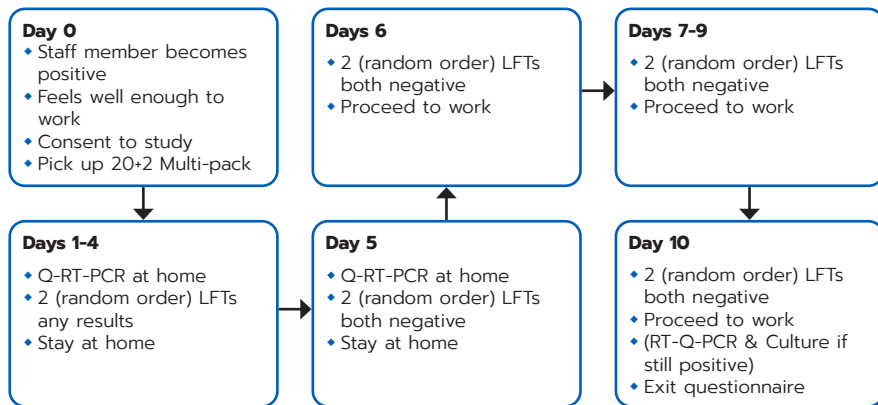 Day 0
◆ Staff member becomes
positive
◆ Feels well enough to
work
◆ Consent to study
◆ Pick up 20+2 Multi-pack
Days 1-4
◆ Q-RT-PCR at home
◆ 2 (random order) LFTs
any results
◆ Stay at home
Day 5
◆ Q-RT-PCR at home
◆ 2 (random order) LFTs
both negative
◆ Stay at home
Days 6
◆ 2 (random order) LFTs
both negative
◆ Proceed to work
Days 7-9
◆ 2 (random order) LFTs
both negative
◆ Proceed to work
Day 10
◆ 2 (random order) LFTs
both negative
◆ Proceed to work
◆ (RT-Q-PCR & Culture if
still positive)
◆ Exit questionnaire